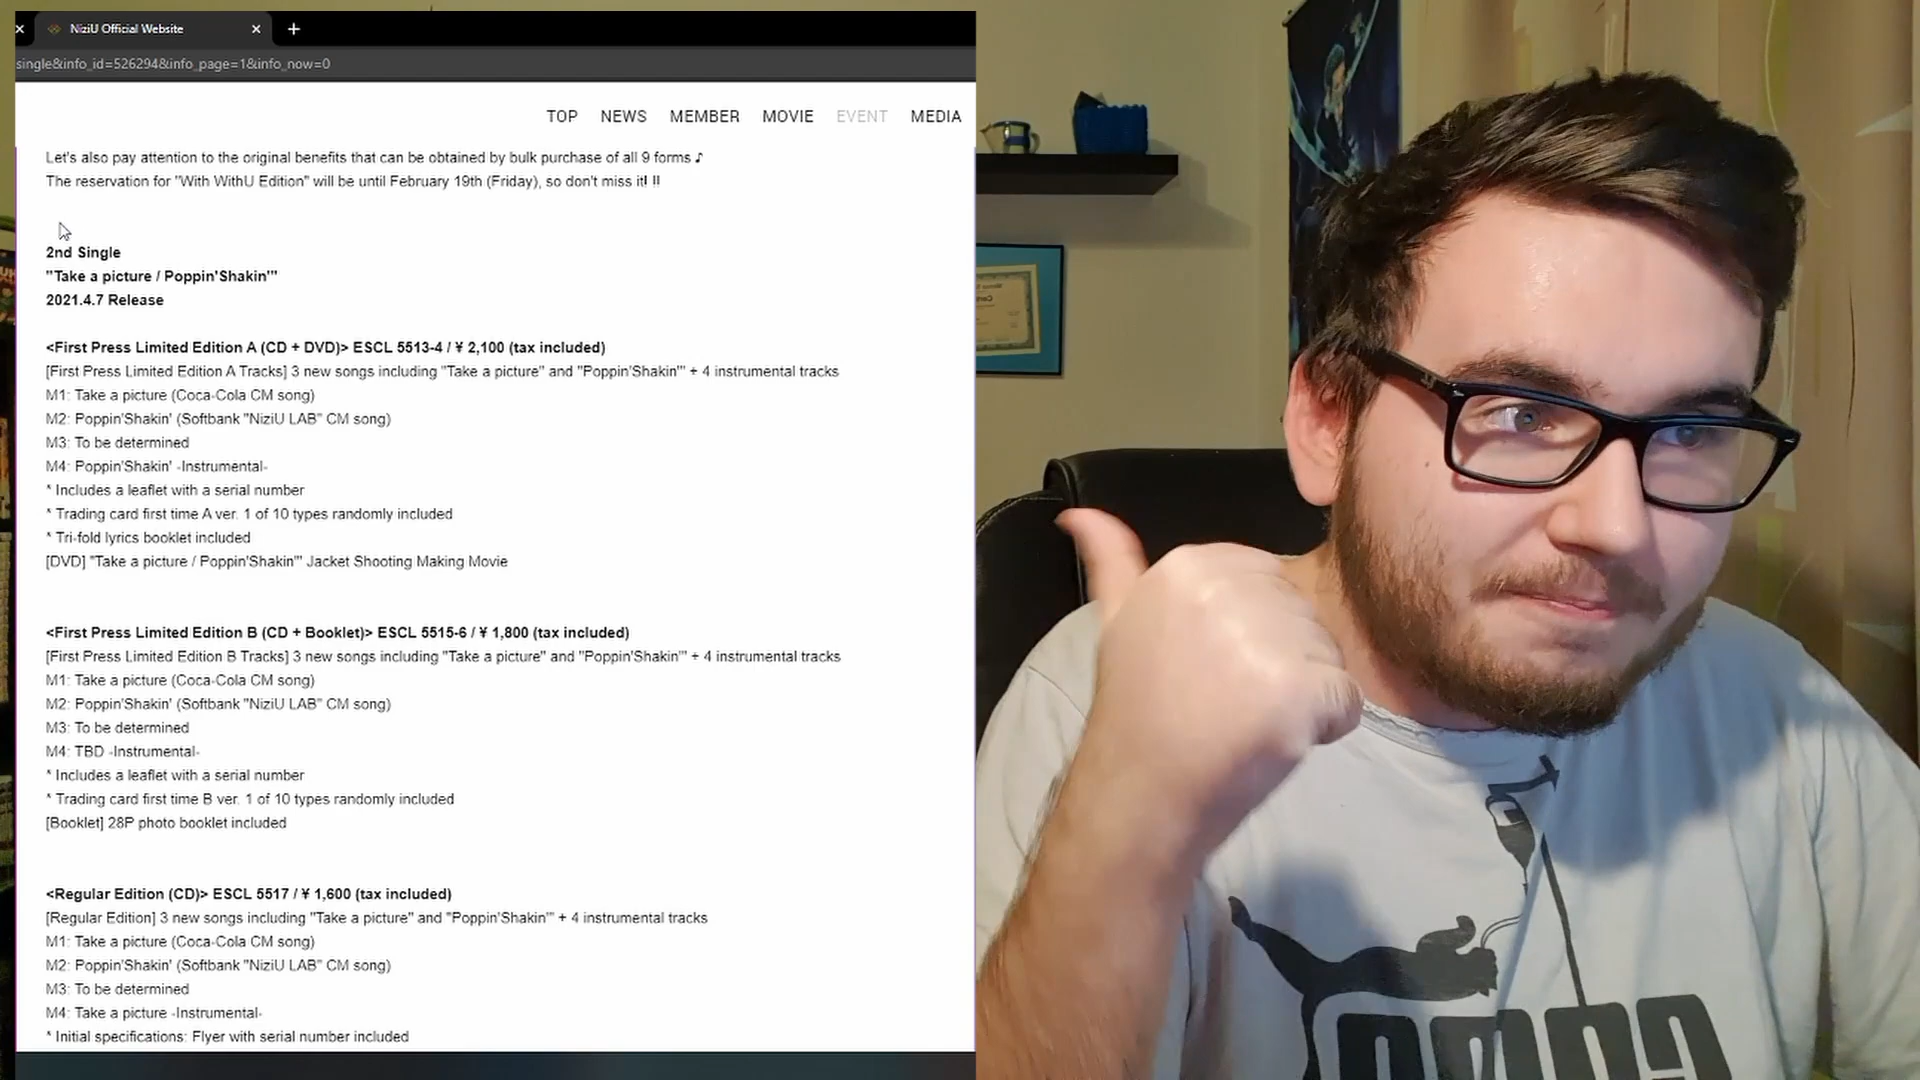 NiziU Official Website
single&info_id=526294&info_page=1&info_now=0
TOP NEWS MEMBER MOVIE EVENT MEDIA
Let's also pay attention to the original benefits that can be obtained by bulk purchase of all 9 forms ♪
The reservation for "With WithU Edition" will be until February 19th (Friday), so don't miss it! !!
2nd Single
"Take a picture / Poppin'Shakin'"
2021.4.7 Release
<First Press Limited Edition A (CD + DVD)> ESCL 5513-4 / ¥ 2,100 (tax included)
[First Press Limited Edition A Tracks] 3 new songs including "Take a picture" and "Poppin'Shakin'" + 4 instrumental tracks
M1: Take a picture (Coca-Cola CM song)
M2: Poppin'Shakin' (Softbank "NiziU LAB" CM song)
M3: To be determined
M4: Poppin'Shakin' -Instrumental-
* Includes a leaflet with a serial number
* Trading card first time A ver. 1 of 10 types randomly included
* Tri-fold lyrics booklet included
[DVD] "Take a picture / Poppin'Shakin'" Jacket Shooting Making Movie
<First Press Limited Edition B (CD + Booklet)> ESCL 5515-6 / ¥ 1,800 (tax included)
[First Press Limited Edition B Tracks] 3 new songs including "Take a picture" and "Poppin'Shakin'" + 4 instrumental tracks
M1: Take a picture (Coca-Cola CM song)
M2: Poppin'Shakin' (Softbank "NiziU LAB" CM song)
M3: To be determined
M4: TBD -Instrumental-
* Includes a leaflet with a serial number
* Trading card first time B ver. 1 of 10 types randomly included
[Booklet] 28P photo booklet included
<Regular Edition (CD)> ESCL 5517 / ¥ 1,600 (tax included)
[Regular Edition] 3 new songs including "Take a picture" and "Poppin'Shakin'" + 4 instrumental tracks
M1: Take a picture (Coca-Cola CM song)
M2: Poppin'Shakin' (Softbank "NiziU LAB" CM song)
M3: To be determined
M4: Take a picture -Instrumental-
* Initial specifications: Flyer with serial number included